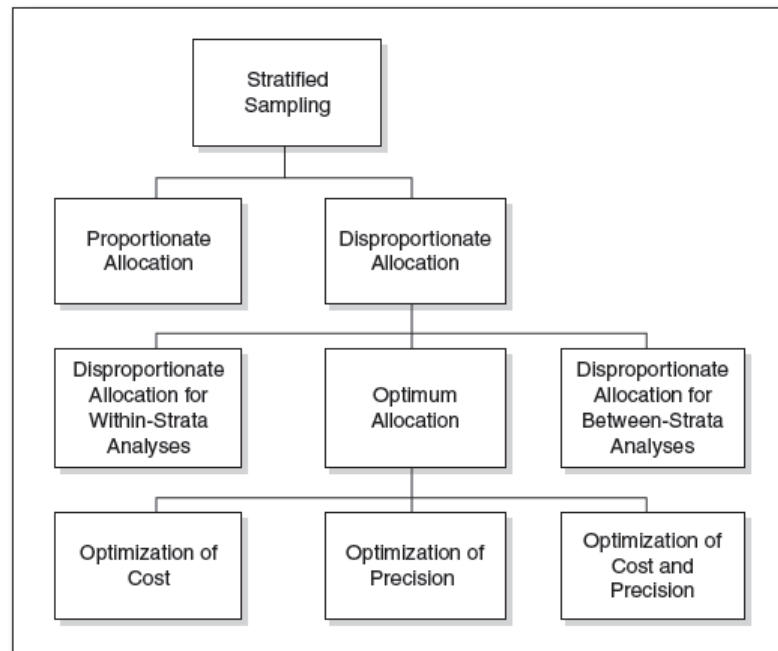 Stratified
Sampling
Proportionate
Allocation
Disproportionate
Allocation
Disproportionate
Allocation for
Within-Strata
Analyses
Optimum
Allocation
Disproportionate
Allocation for
Between-Strata
Analyses
Optimization of
Cost
Optimization of
Precision
Optimization of
Cost and
Precision